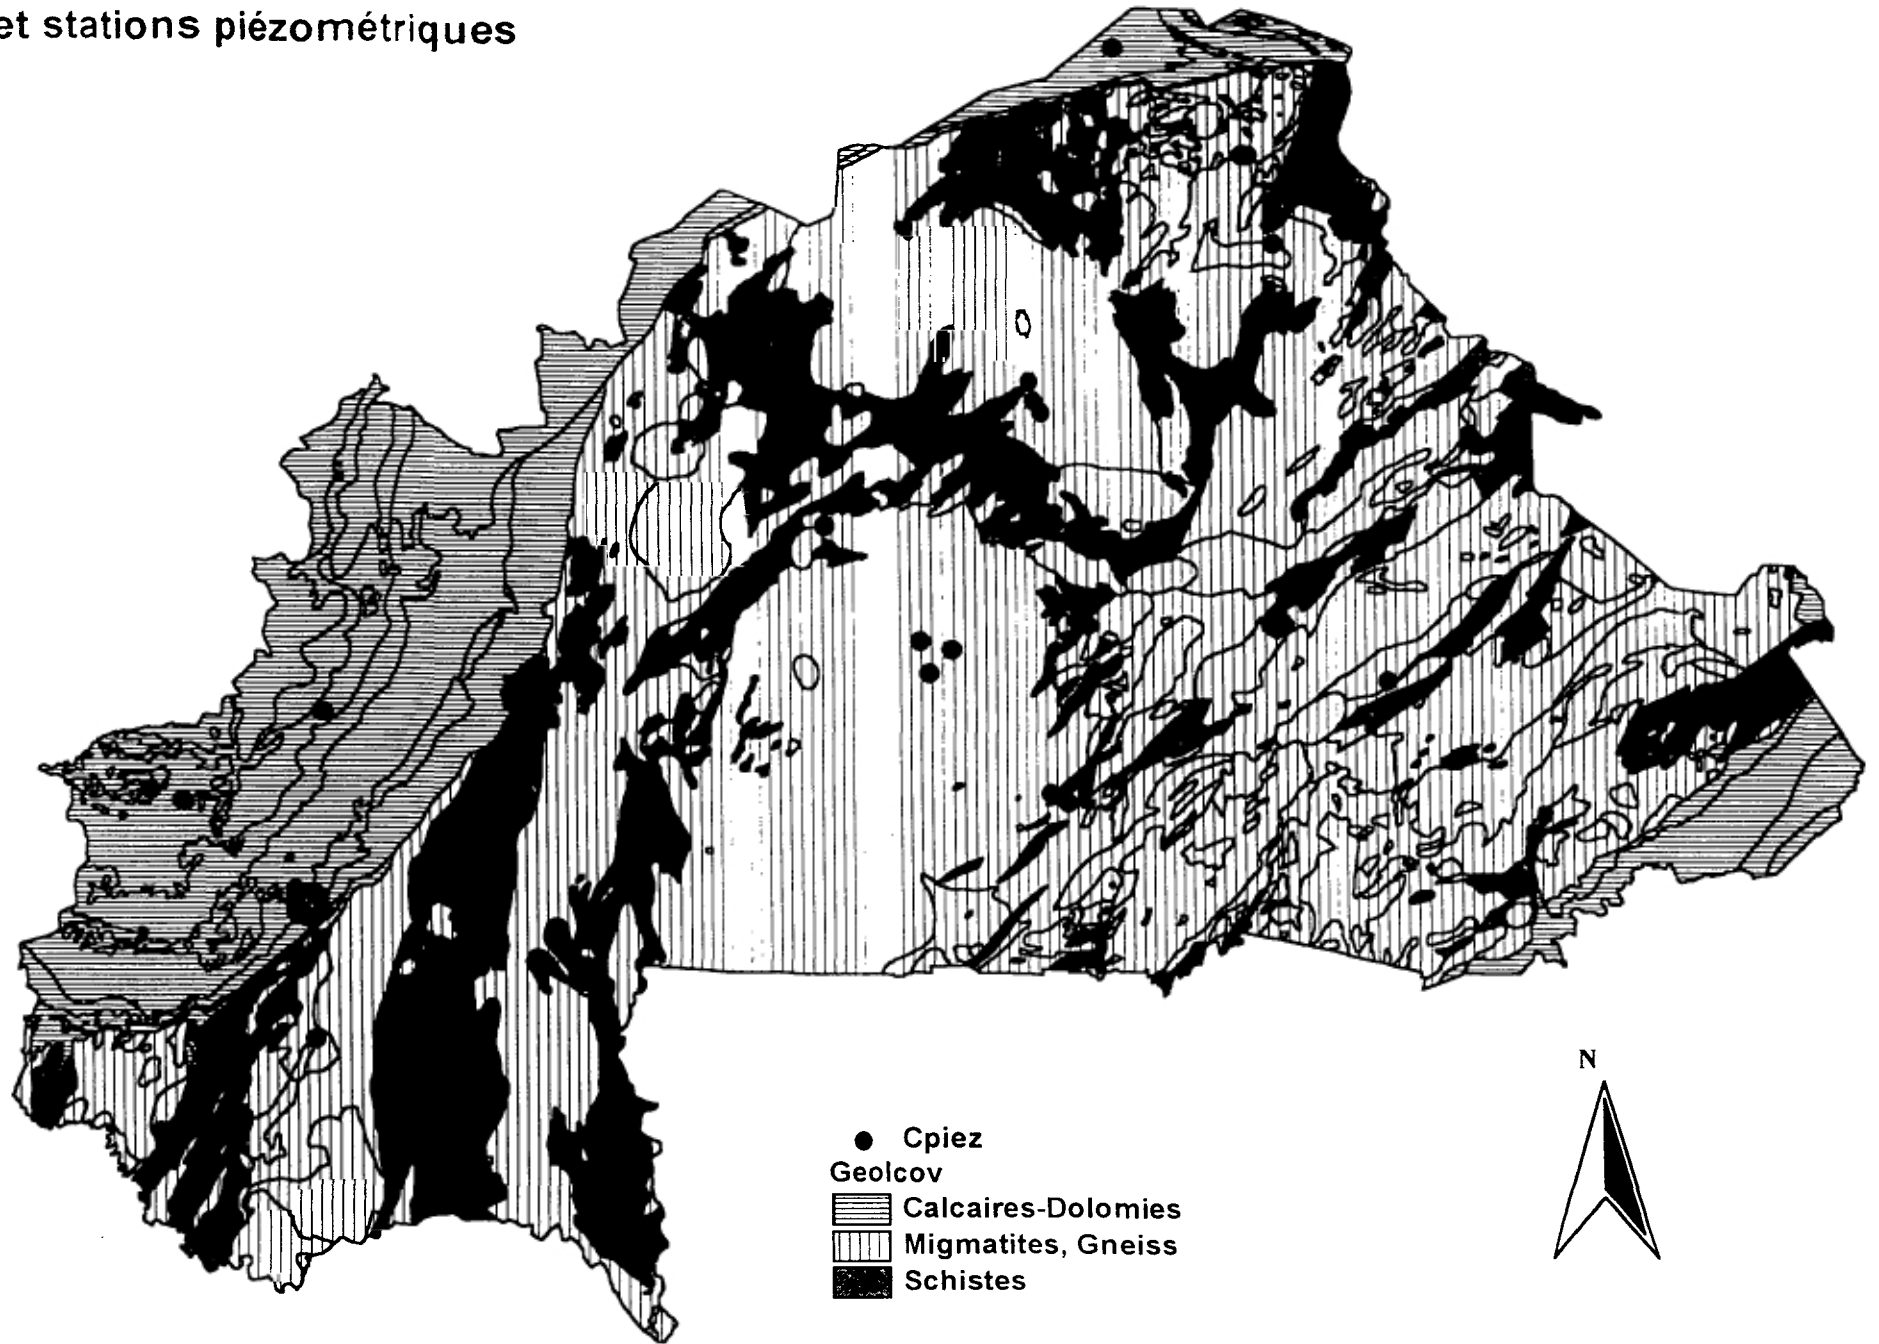 et stations piézométriques
N
Cpiez
Geolcov
Calcaires-Dolomies
Migmatites, Gneiss
Schistes